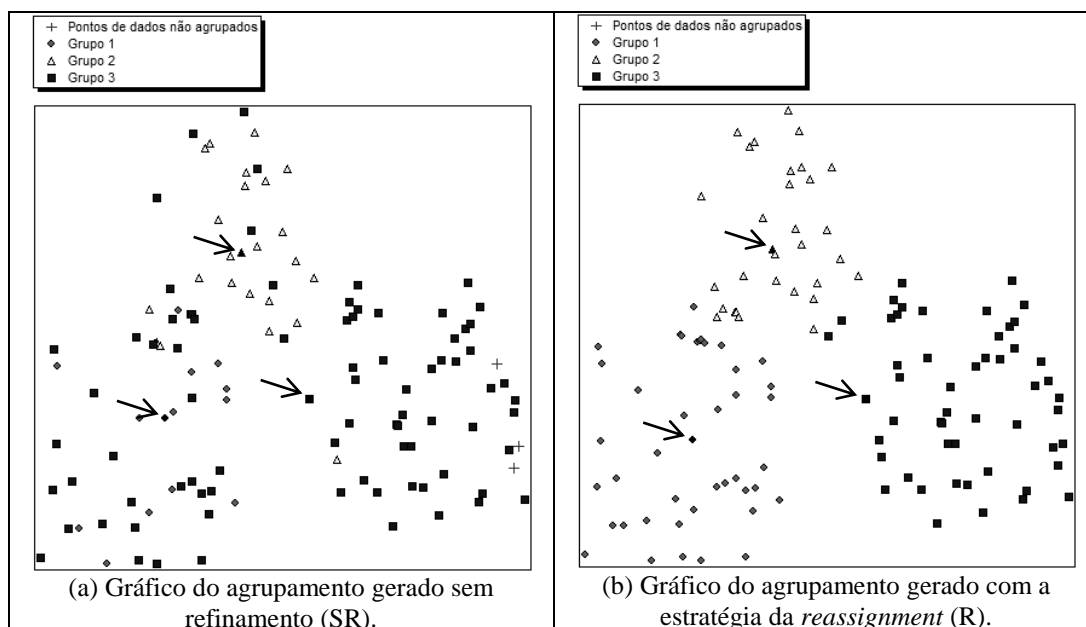 Pontos de dados não agrupados
Grupo 1
Grupo 2
Grupo 3
(a) Gráfico do agrupamento gerado sem
refinamento (SR).
Pontos de dados não agrupados
Grupo 1
Grupo 2
Grupo 3
(b) Gráfico do agrupamento gerado com a
estratégia da reassignment (R).